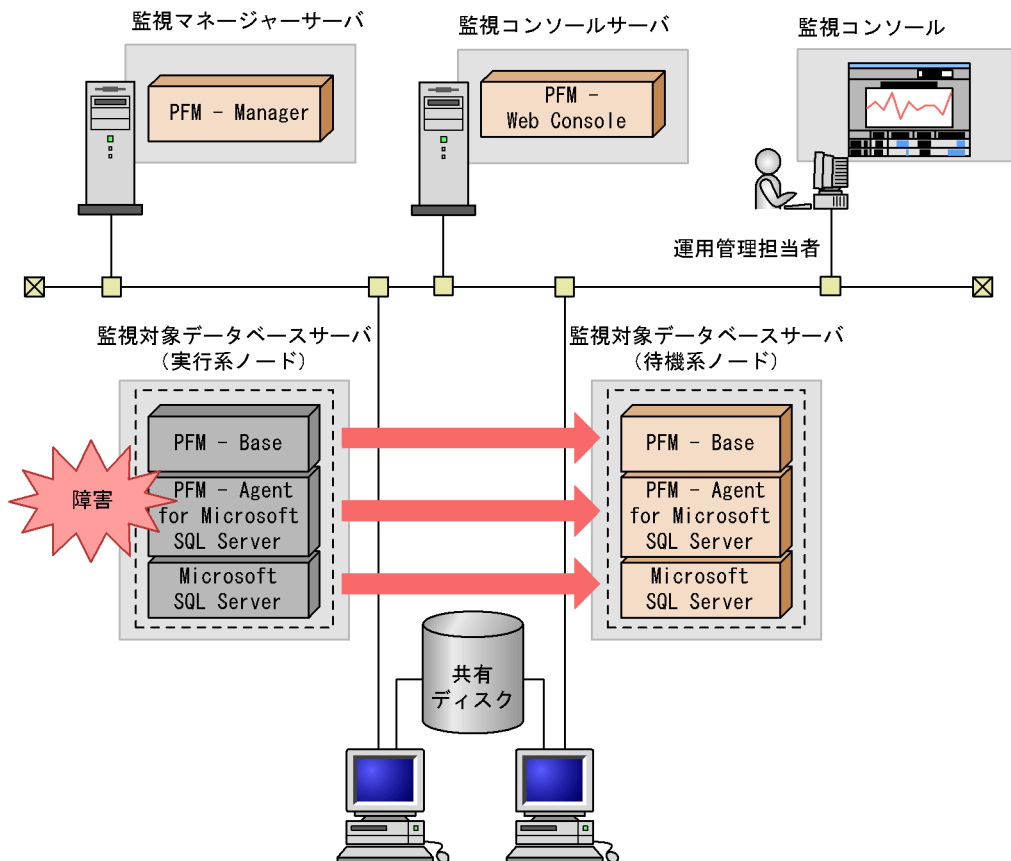 監視マネージャーサーバ
監視コンソールサーバ
監視コンソール
PFM - Manager
PFM -
Web Console
運用管理担当者
監視対象データベースサーバ
(実行系ノード)
監視対象データベースサーバ
(待機系ノード)
障害
PFM - Base
PFM - Agent
for Microsoft
SQL Server
Microsoft
SQL Server
PFM - Base
PFM - Agent
for Microsoft
SQL Server
Microsoft
SQL Server
共有
ディスク